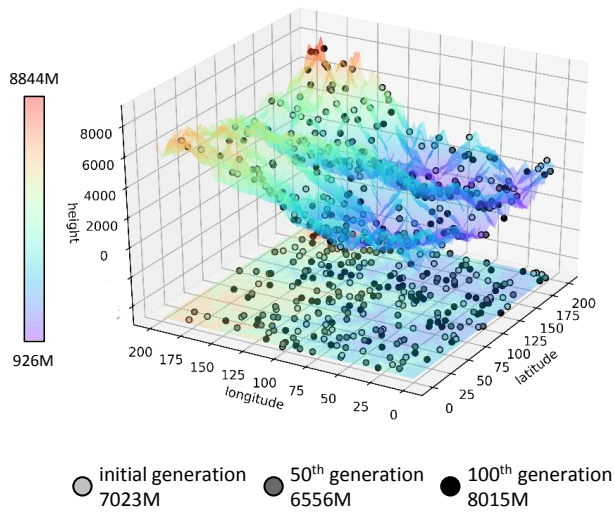 8844M
926M
8000
6000
4000
2000
0
height
200
175
150
125
100
75
50
25
0
longitude
0
25
50
75
100
125
150
175
200
latitude
initial generation
7023M
50th generation
6556M
100th generation
8015M